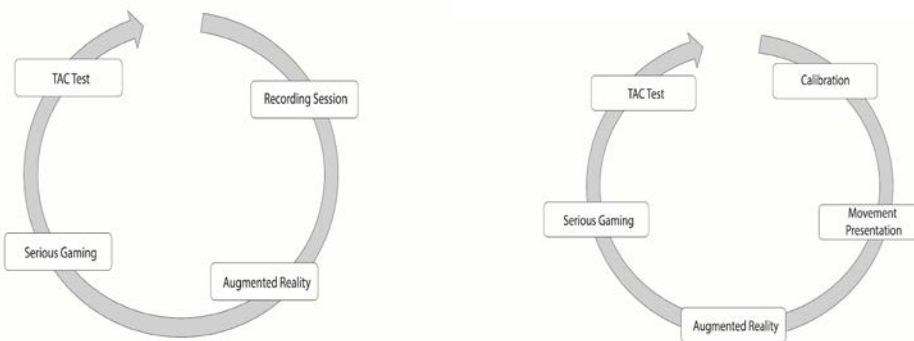 TAC Test
Recording Session
Augmented Reality
Serious Gaming
TAC Test
Calibration
Movement
Presentation
Augmented Reality
Serious Gaming